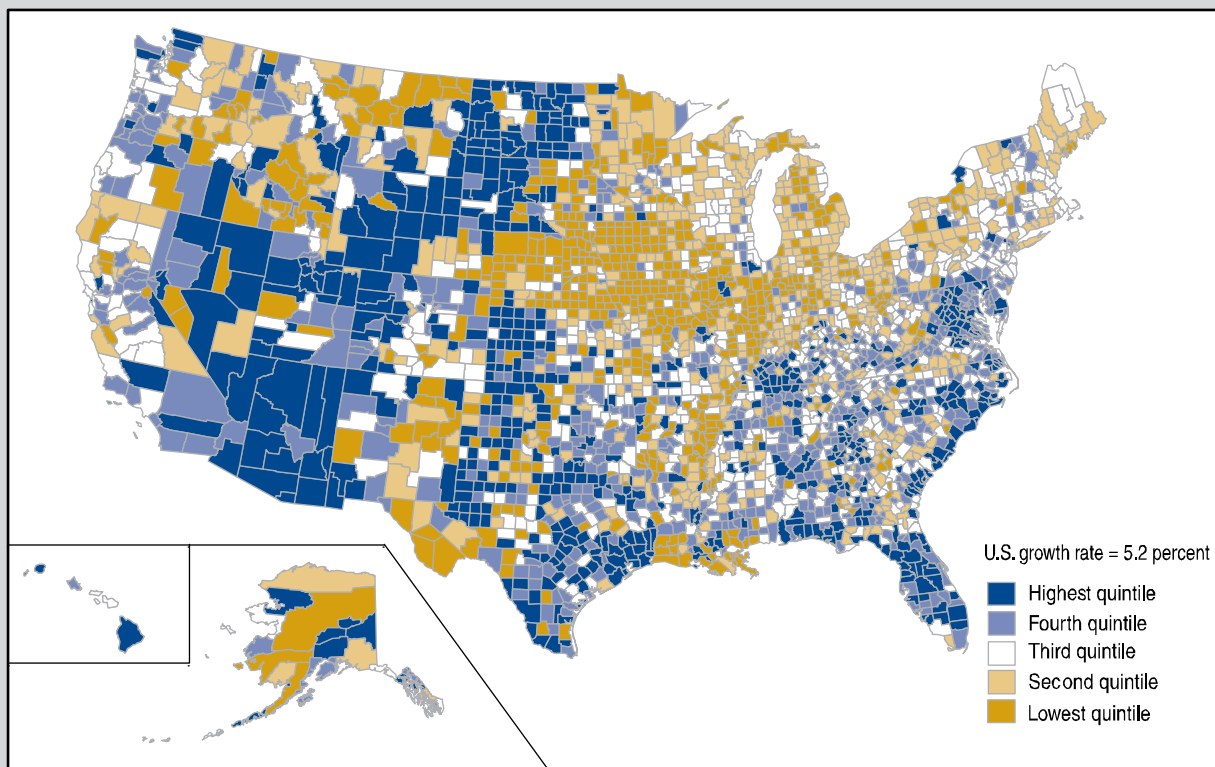 U.S. growth rate = 5.2 percent
Highest quintile
Fourth quintile
Third quintile
Second quintile
Lowest quintile